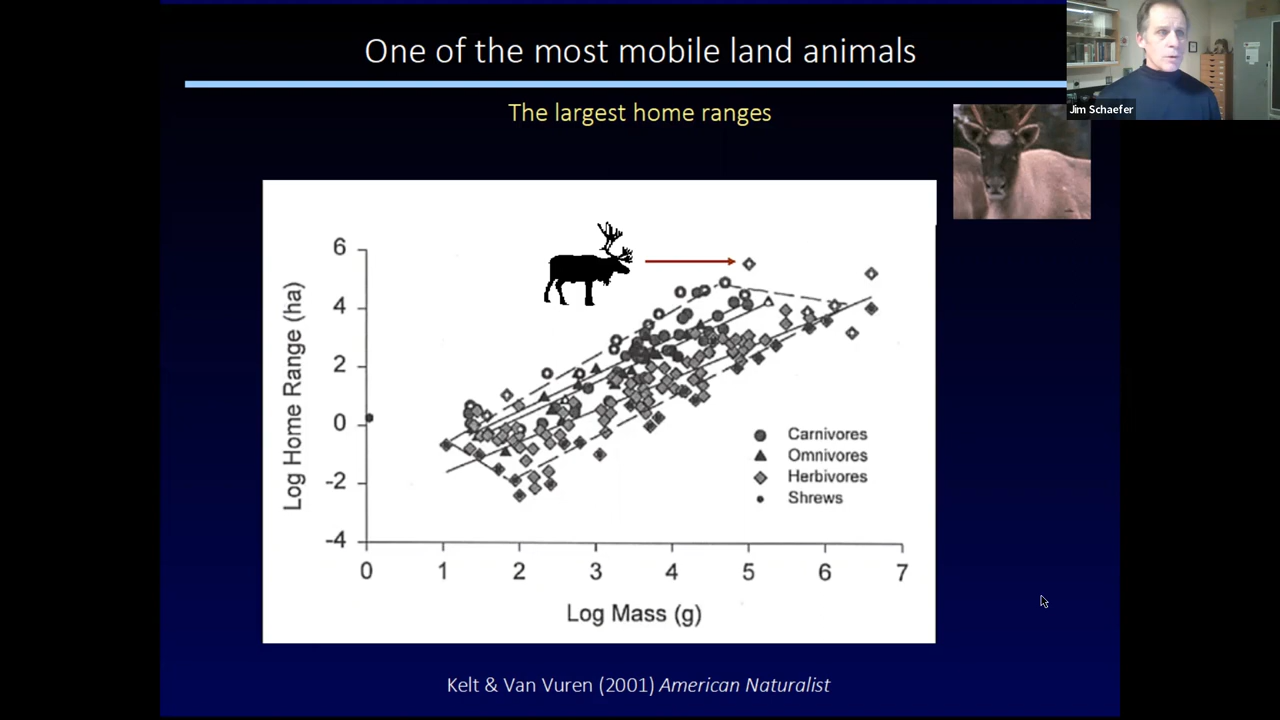 One of the most mobile land animals
Jim Schaefer
The largest home ranges
6
4
2
0
-2
-4
Log Home Range (ha)
Carnivores
Omnivores
Herbivores
Shrews
0 1 2 3 4 5 6 7
Log Mass (g)
Kelt & Van Vuren (2001) American Naturalist